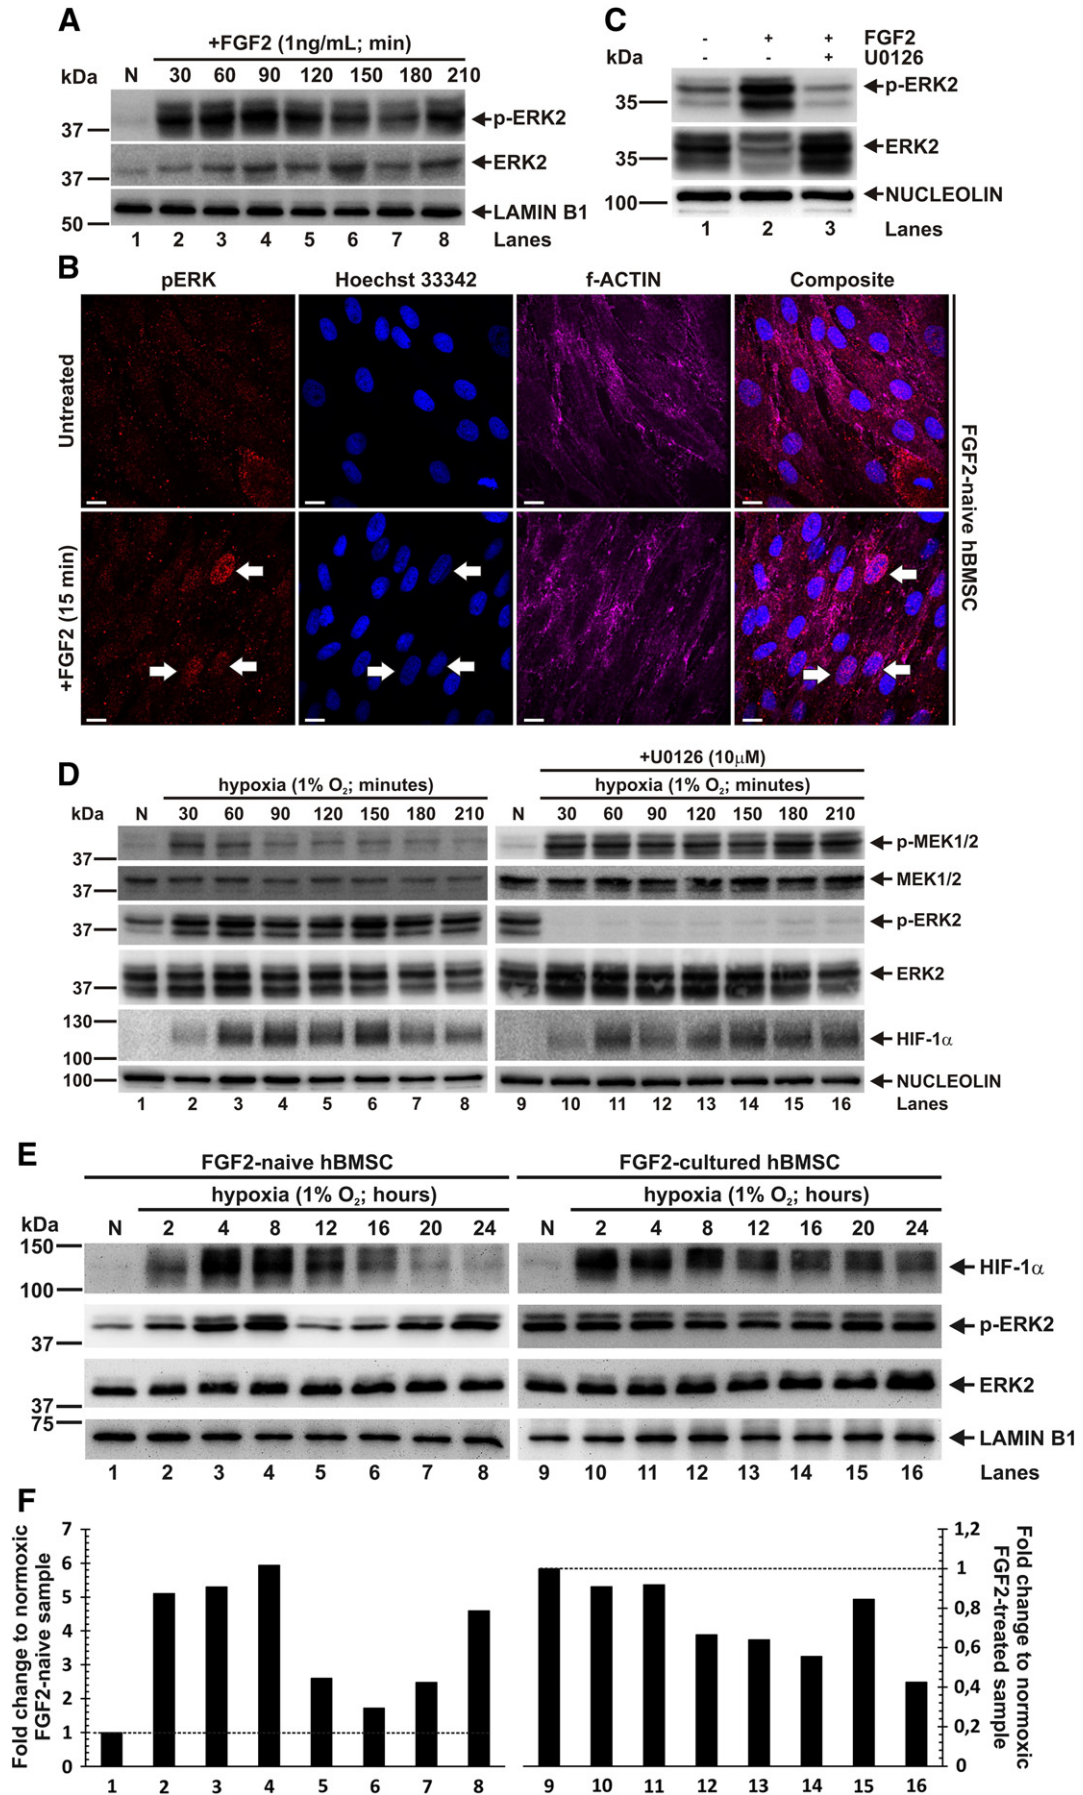 A
+FGF2 (1ng/mL; min)
kDa N 30 60 90 120 150 180 210
37 p-ERK2
37 ERK2
50 LAMIN B1
1 2 3 4 5 6 7 8 Lanes
C
- + + FGF2
- - + U0126
kDa
35 p-ERK2
35 ERK2
100 NUCLEOLIN
1 2 3 Lanes
B
pERK Hoechst 33342 f-ACTIN Composite
Untreated
+FGF2 (15 min)
FGF2-naive hBMSC
D
+U0126 (10µM)
hypoxia (1% O₂; minutes) hypoxia (1% O₂; minutes)
kDa N 30 60 90 120 150 180 210 N 30 60 90 120 150 180 210
37 p-MEK1/2
37 MEK1/2
37 p-ERK2
37 ERK2
130
100 HIF-1α
100 NUCLEOLIN
1 2 3 4 5 6 7 8 9 10 11 12 13 14 15 16 Lanes
E
FGF2-naive hBMSC FGF2-cultured hBMSC
hypoxia (1% O₂; hours) hypoxia (1% O₂; hours)
kDa N 2 4 8 12 16 20 24 N 2 4 8 12 16 20 24
150
100 HIF-1α
37 p-ERK2
37 ERK2
75 LAMIN B1
1 2 3 4 5 6 7 8 9 10 11 12 13 14 15 16 Lanes
F
Fold change to normoxic
FGF2-naive sample
7
6
5
4
3
2
1
0
1 2 3 4 5 6 7 8
9 10 11 12 13 14 15 16
1,2
1
0,8
0,6
0,4
0,2
0
Fold change to normoxic
FGF2-treated sample